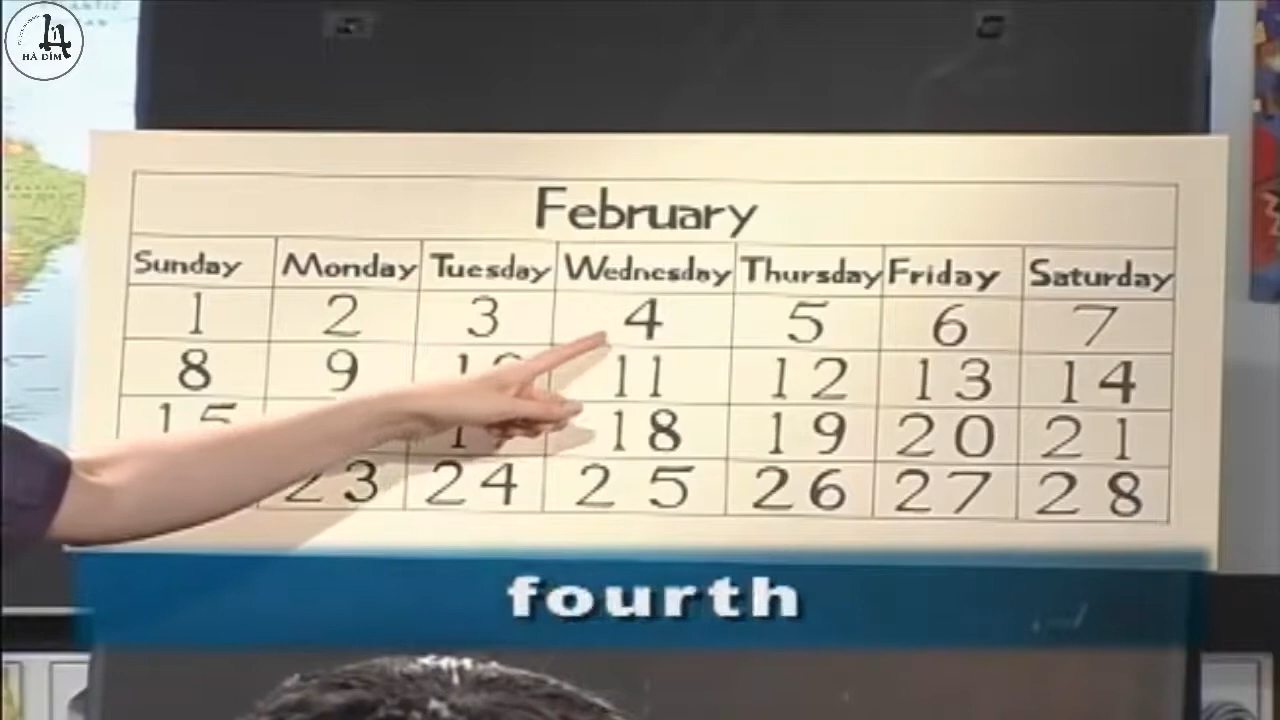 HÀ DÍM
February
Sunday Monday Tuesday Wednesday Thursday Friday Saturday
1 2 3 4 5 6 7
8 9 11 12 13 14
18 19 20 21
23 24 25 26 27 28
fourth